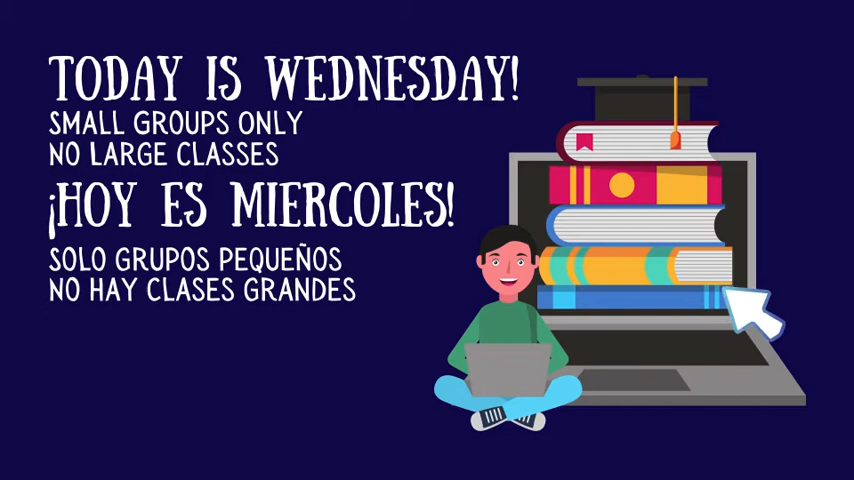 TODAY IS WEDNESDAY!
SMALL GROUPS ONLY
NO LARGE CLASSES
¡HOY ES MIERCOLES!
SOLO GRUPOS PEQUEÑOS
NO HAY CLASES GRANDES